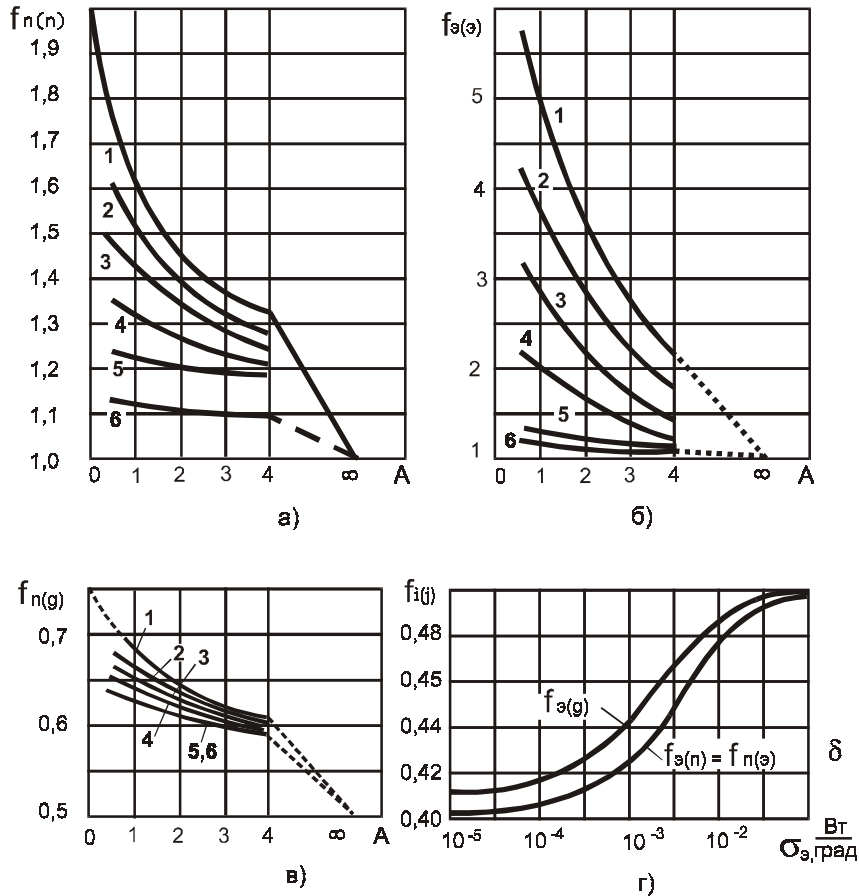 f п(п)
1,9
1,8
1,7
1,6
1,5
1,4
1,3
1,2
1,1
1,0
1
2
3
4
5
6
0 1 2 3 4 ∞ А
а)
fэ(э)
5
4
3
2
1
1
2
3
4
5
6
0 1 2 3 4 ∞ А
б)
f п(g)
0,7
0,6
0,5
1
2 3
4 5,6
0 1 2 3 4 ∞ А
в)
fi(j)
0,48
0,45
0,44
0,42
0,40
fэ(g)
fэ(п) = f п(э)
δ
10-5 10-4 10-3 10-2 σэ, Вт/град
г)